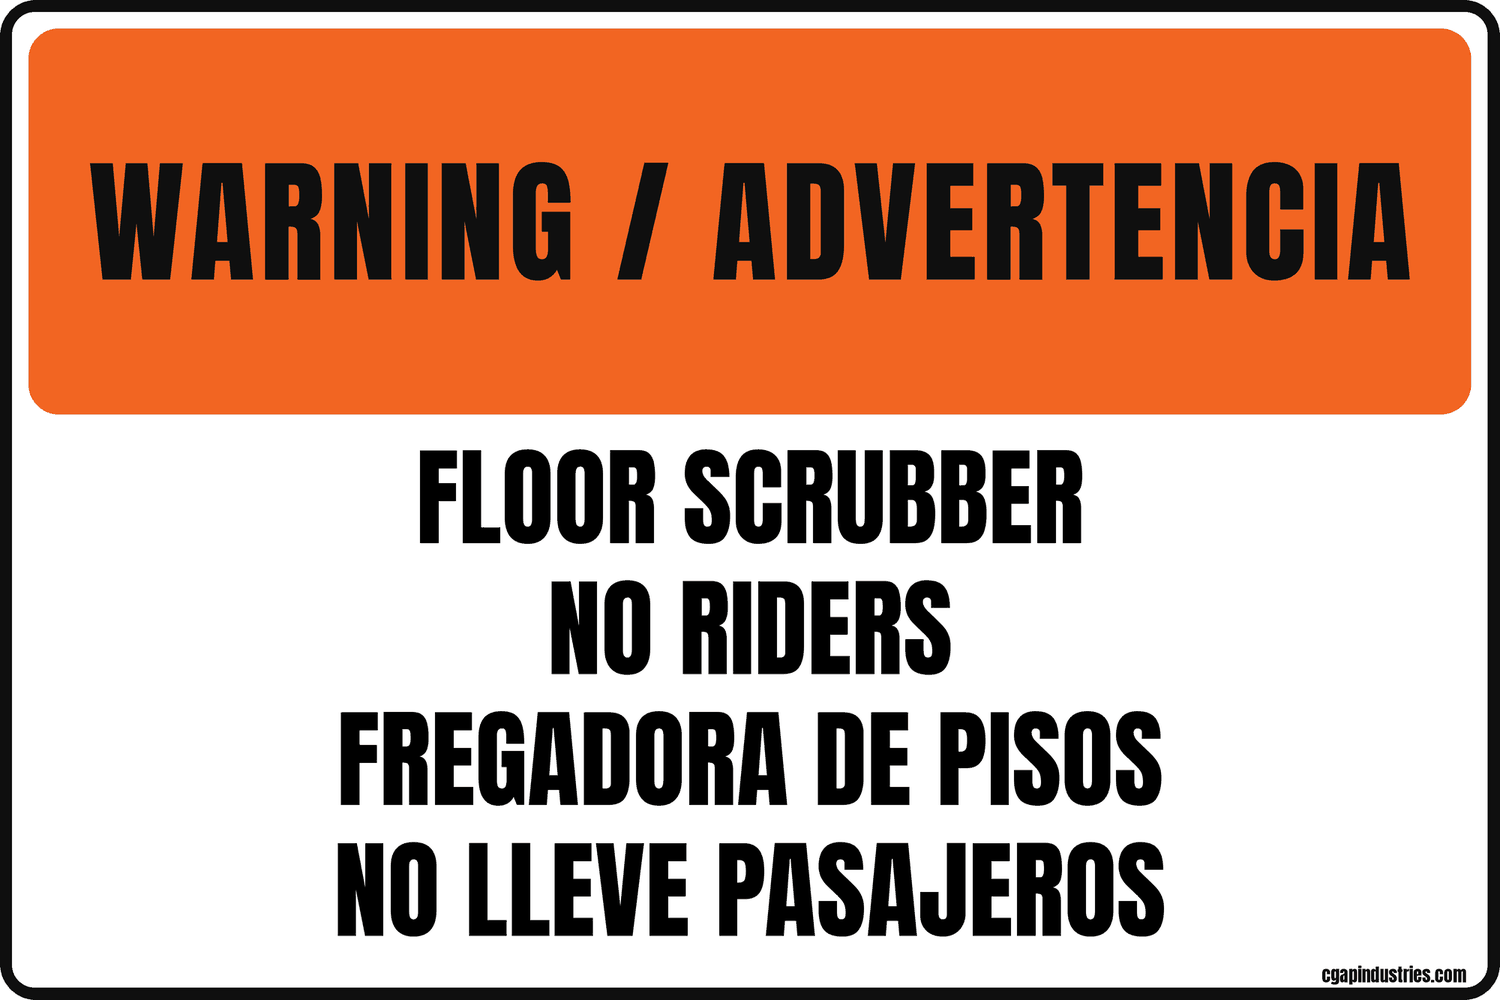 WARNING / ADVERTENCIA
FLOOR SCRUBBER
NO RIDERS
FREGADORA DE PISOS
NO LLEVE PASAJEROS
cgapindustries.com